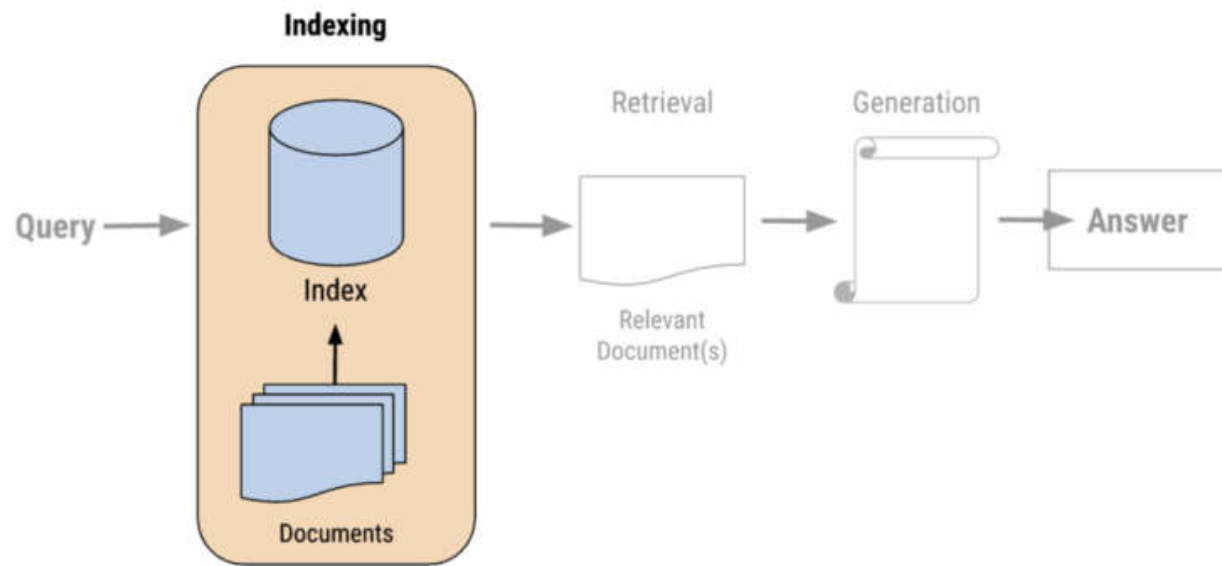 Indexing
Retrieval
Generation
Query
Answer
Index
Relevant
Document(s)
Documents